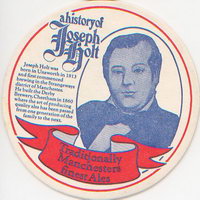 a history of
Joseph
Holt
Joseph Holt was
born in Unsworth in 1813
and first commenced
brewing in the Strangeways
district of Manchester.
He built the Derby
Brewery, Cheetham in 1860
where the art of producing
quality ales has been passed
from one generation of the
family to the next.
Traditionally
Manchesters
finest Ales